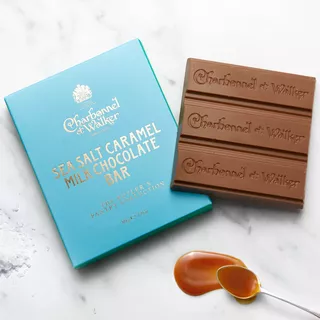 Charbonnel
et Walker
SEA SALT CARAMEL
MILK CHOCOLATE
BAR
Charbonnel et Walker
Charbonnel et Walker
Charbonnel et Walker